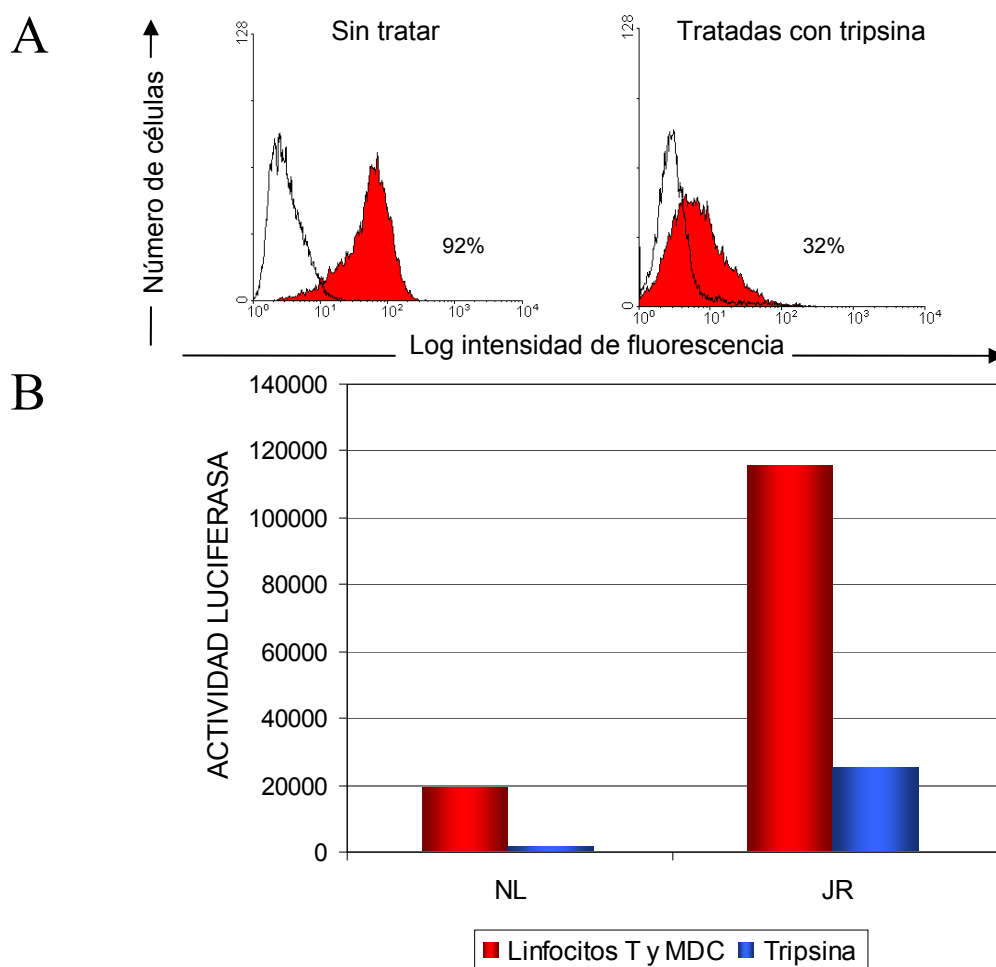 A
Número de células
Sin tratar
Tratadas con tripsina
128
0
92%
10⁰ 10¹ 10² 10³ 10⁴
128
0
32%
10⁰ 10¹ 10² 10³ 10⁴
Log intensidad de fluorescencia
B
ACTIVIDAD LUCIFERASA
140000
120000
100000
80000
60000
40000
20000
0
NL JR
Linfocitos T y MDC Tripsina